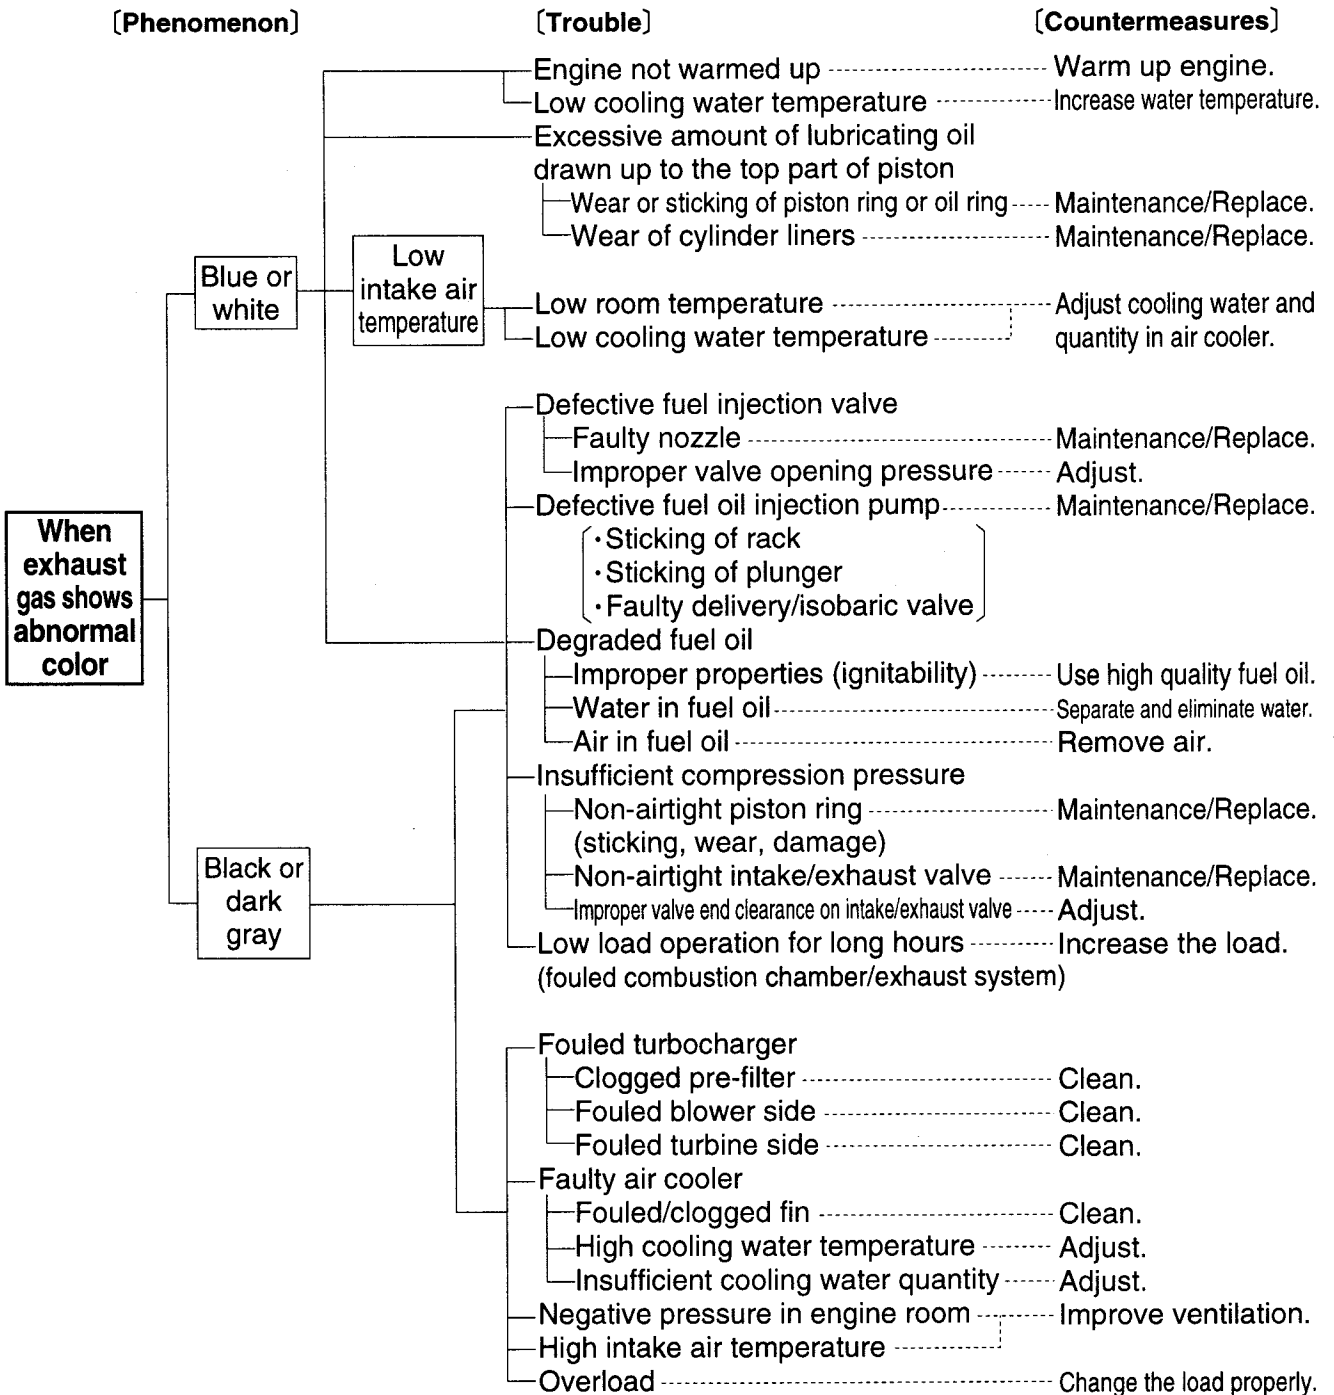 〔Phenomenon〕 〔Trouble〕 〔Countermeasures〕
Engine not warmed up Warm up engine.
Low cooling water temperature Increase water temperature.
Excessive amount of lubricating oil
drawn up to the top part of piston
Wear or sticking of piston ring or oil ring Maintenance/Replace.
Wear of cylinder liners Maintenance/Replace.
Blue or
white
Low
intake air
temperature
Low room temperature Adjust cooling water and
Low cooling water temperature quantity in air cooler.
Defective fuel injection valve
Faulty nozzle Maintenance/Replace.
Improper valve opening pressure Adjust.
Defective fuel oil injection pump Maintenance/Replace.
・Sticking of rack
・Sticking of plunger
・Faulty delivery/isobaric valve
When
exhaust
gas shows
abnormal
color
Degraded fuel oil
Improper properties (ignitability) Use high quality fuel oil.
Water in fuel oil Separate and eliminate water.
Air in fuel oil Remove air.
Insufficient compression pressure
Non-airtight piston ring Maintenance/Replace.
(sticking, wear, damage)
Non-airtight intake/exhaust valve Maintenance/Replace.
Improper valve end clearance on intake/exhaust valve Adjust.
Black or
dark
gray
Low load operation for long hours Increase the load.
(fouled combustion chamber/exhaust system)
Fouled turbocharger
Clogged pre-filter Clean.
Fouled blower side Clean.
Fouled turbine side Clean.
Faulty air cooler
Fouled/clogged fin Clean.
High cooling water temperature Adjust.
Insufficient cooling water quantity Adjust.
Negative pressure in engine room Improve ventilation.
High intake air temperature
Overload Change the load properly.